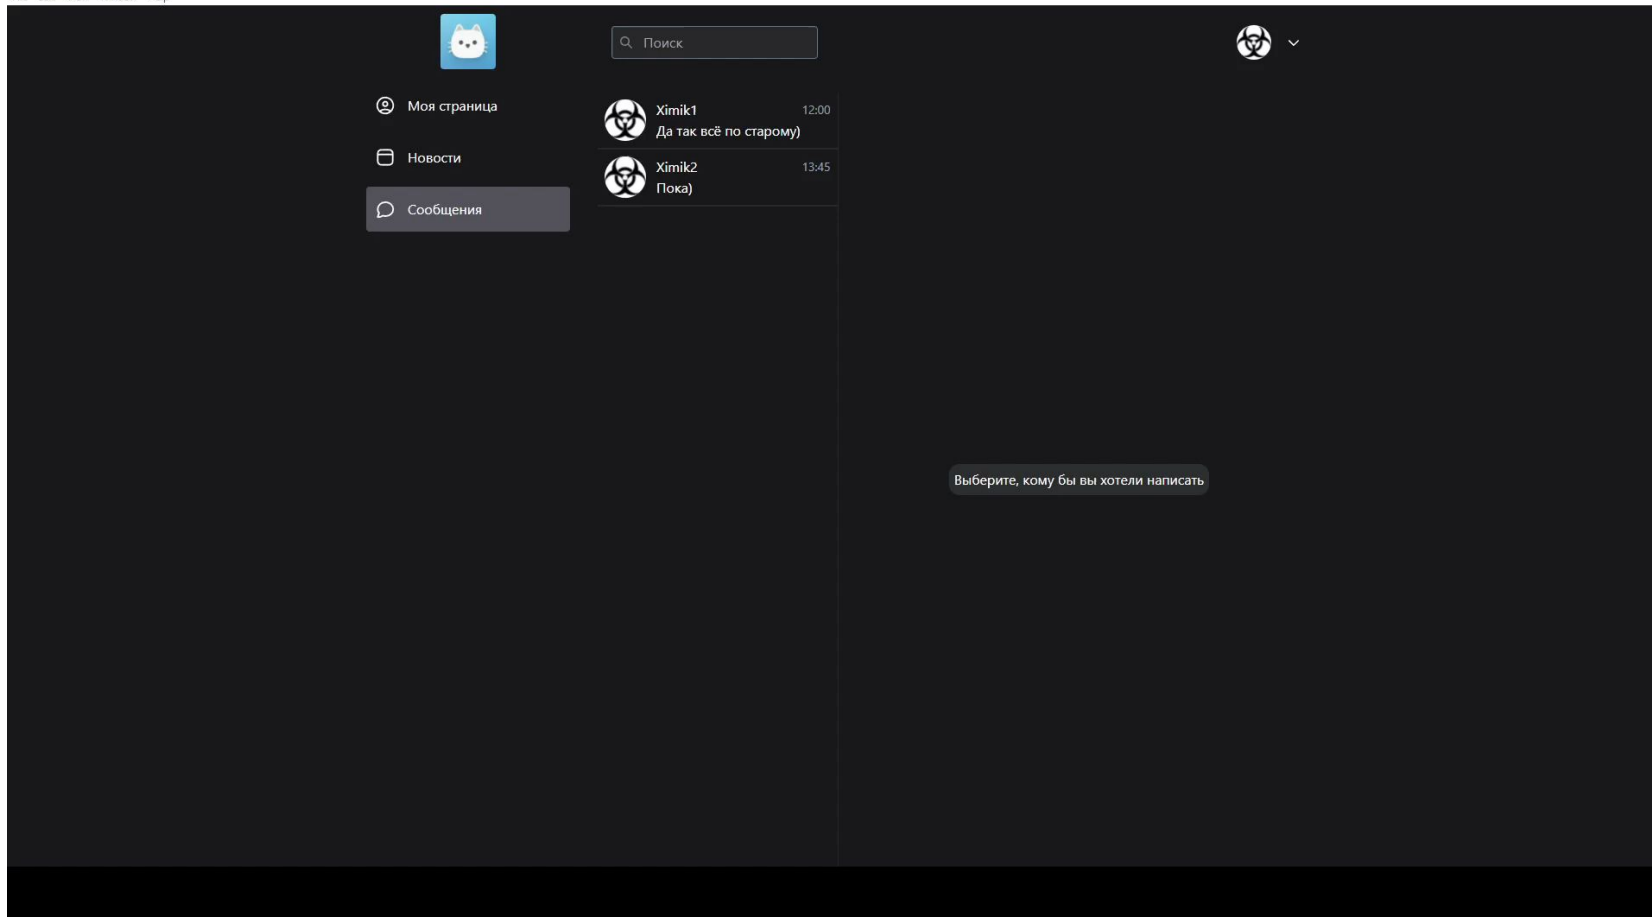 Поиск
Моя страница
Новости
Сообщения
Ximik1 12:00
Да так всё по старому)
Ximik2 13:45
Пока)
Выберите, кому бы вы хотели написать